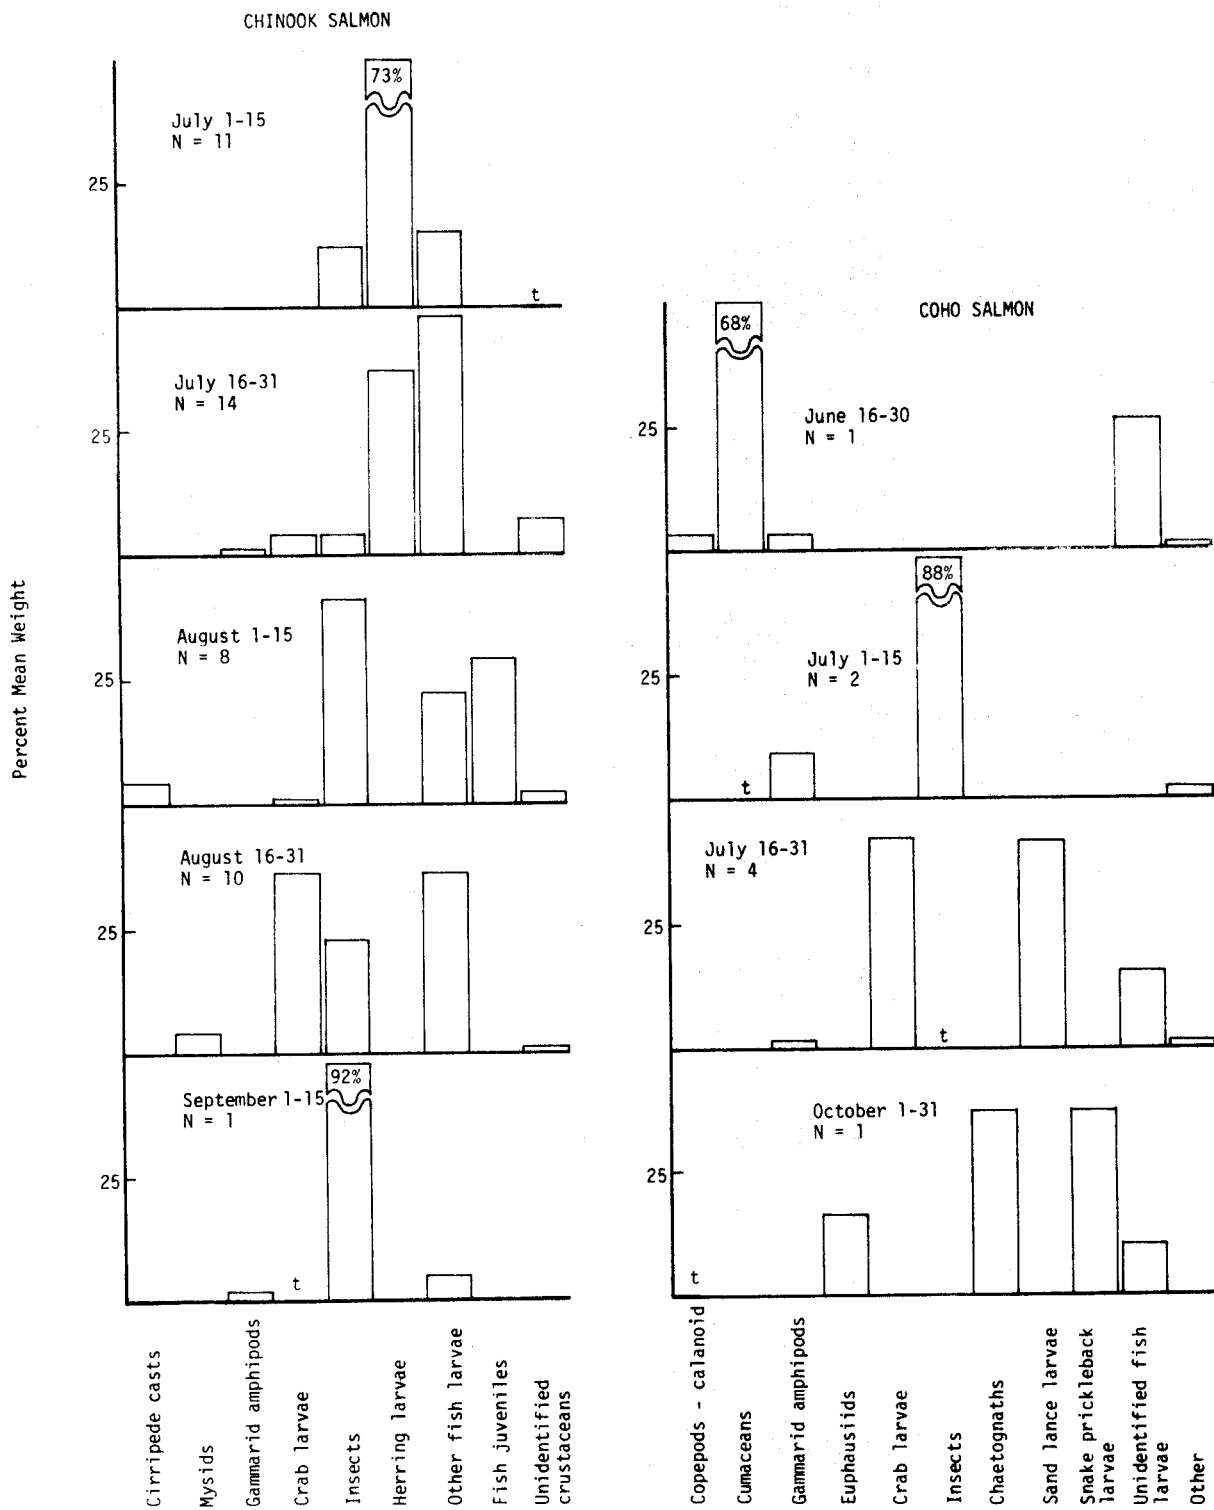 CHINOOK SALMON
73%
July 1-15
N = 11
25
t
July 16-31
N = 14
25
August 1-15
N = 8
25
August 16-31
N = 10
25
92%
September 1-15
N = 1
25
t
Percent Mean Weight
Cirripede casts
Mysids
Gammarid amphipods
Crab larvae
Insects
Herring larvae
Other fish larvae
Fish juveniles
Unidentified
crustaceans
COHO SALMON
68%
June 16-30
N = 1
25
88%
July 1-15
N = 2
25
t
July 16-31
N = 4
25
t
October 1-31
N = 1
25
t
Copepods - calanoid
Cumaceans
Gammarid amphipods
Euphausiids
Crab larvae
Insects
Chaetognaths
Sand lance larvae
Snake prickleback
larvae
Unidentified fish
larvae
Other